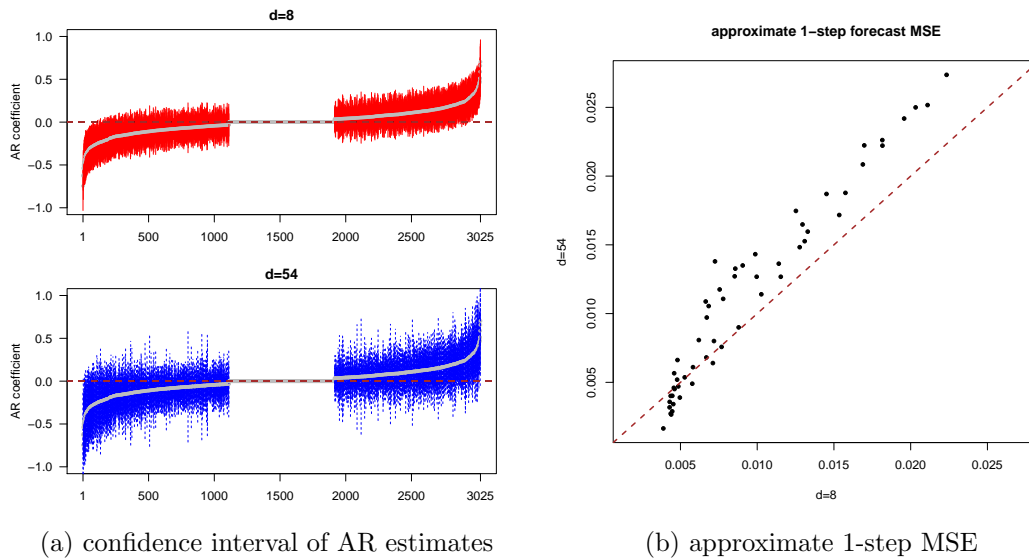 d=8
AR coefficient
1.0
0.5
0.0
−0.5
−1.0
1 500 1000 1500 2000 2500 3025
d=54
AR coefficient
1.0
0.5
0.0
−0.5
−1.0
1 500 1000 1500 2000 2500 3025
(a) confidence interval of AR estimates
approximate 1−step forecast MSE
d=54
0.025
0.020
0.015
0.010
0.005
0.005 0.010 0.015 0.020 0.025
d=8
(b) approximate 1-step MSE